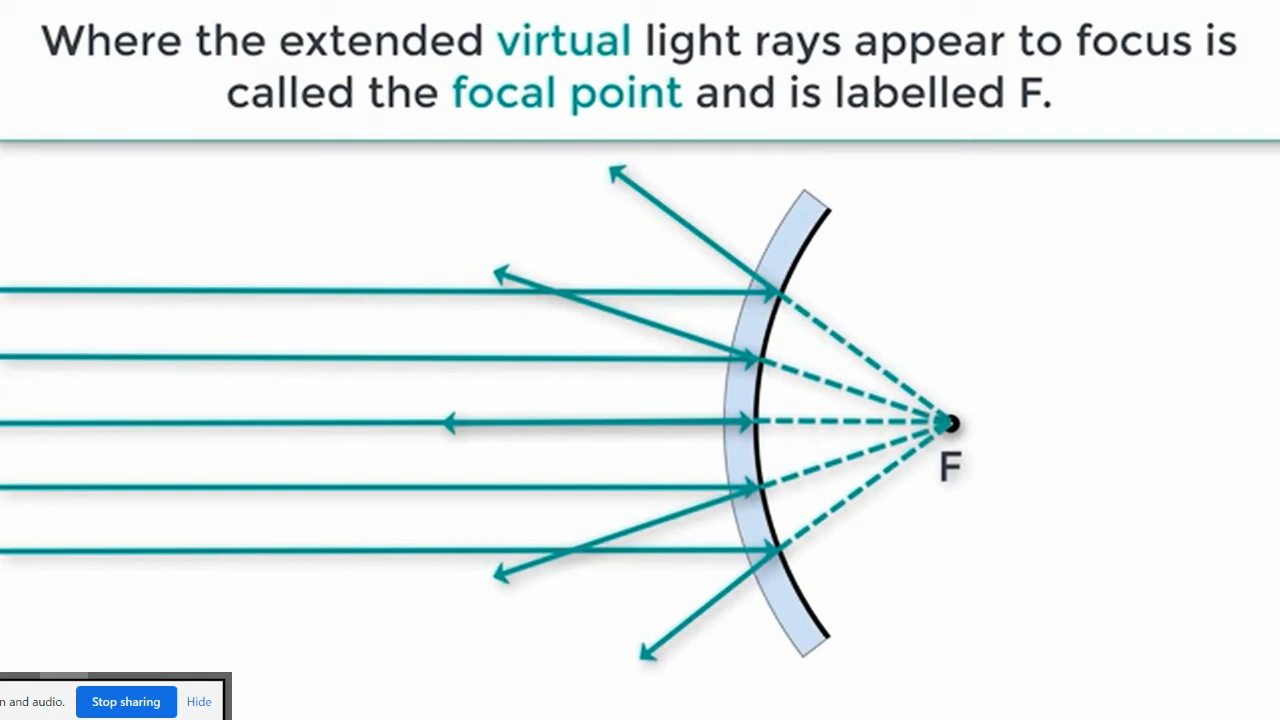 Where the extended virtual light rays appear to focus is
called the focal point and is labelled F.
F
n and audio. Stop sharing Hide